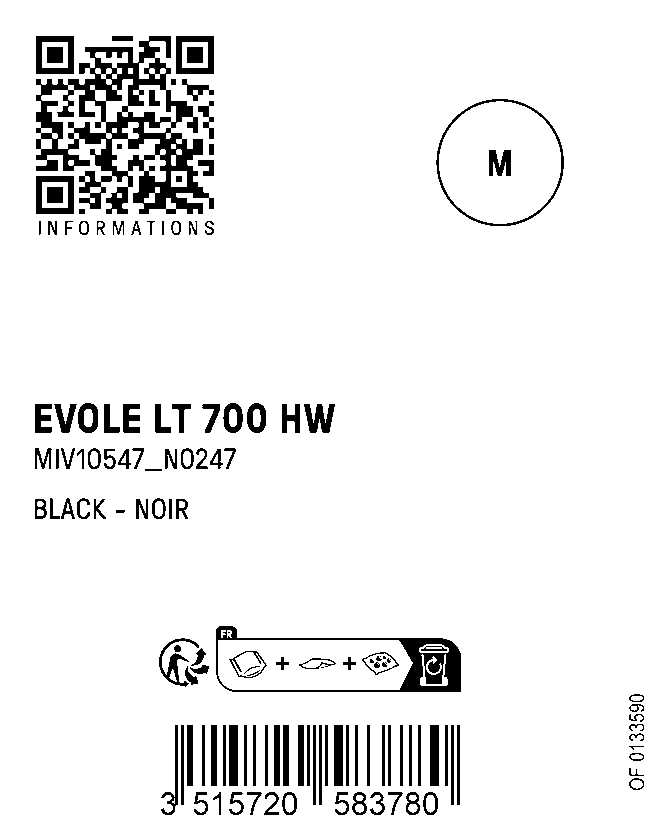 INFORMATIONS
M
EVOLE LT 700 HW
MIV10547_N0247
BLACK - NOIR
FR
3 515720 583780
OF 0133590